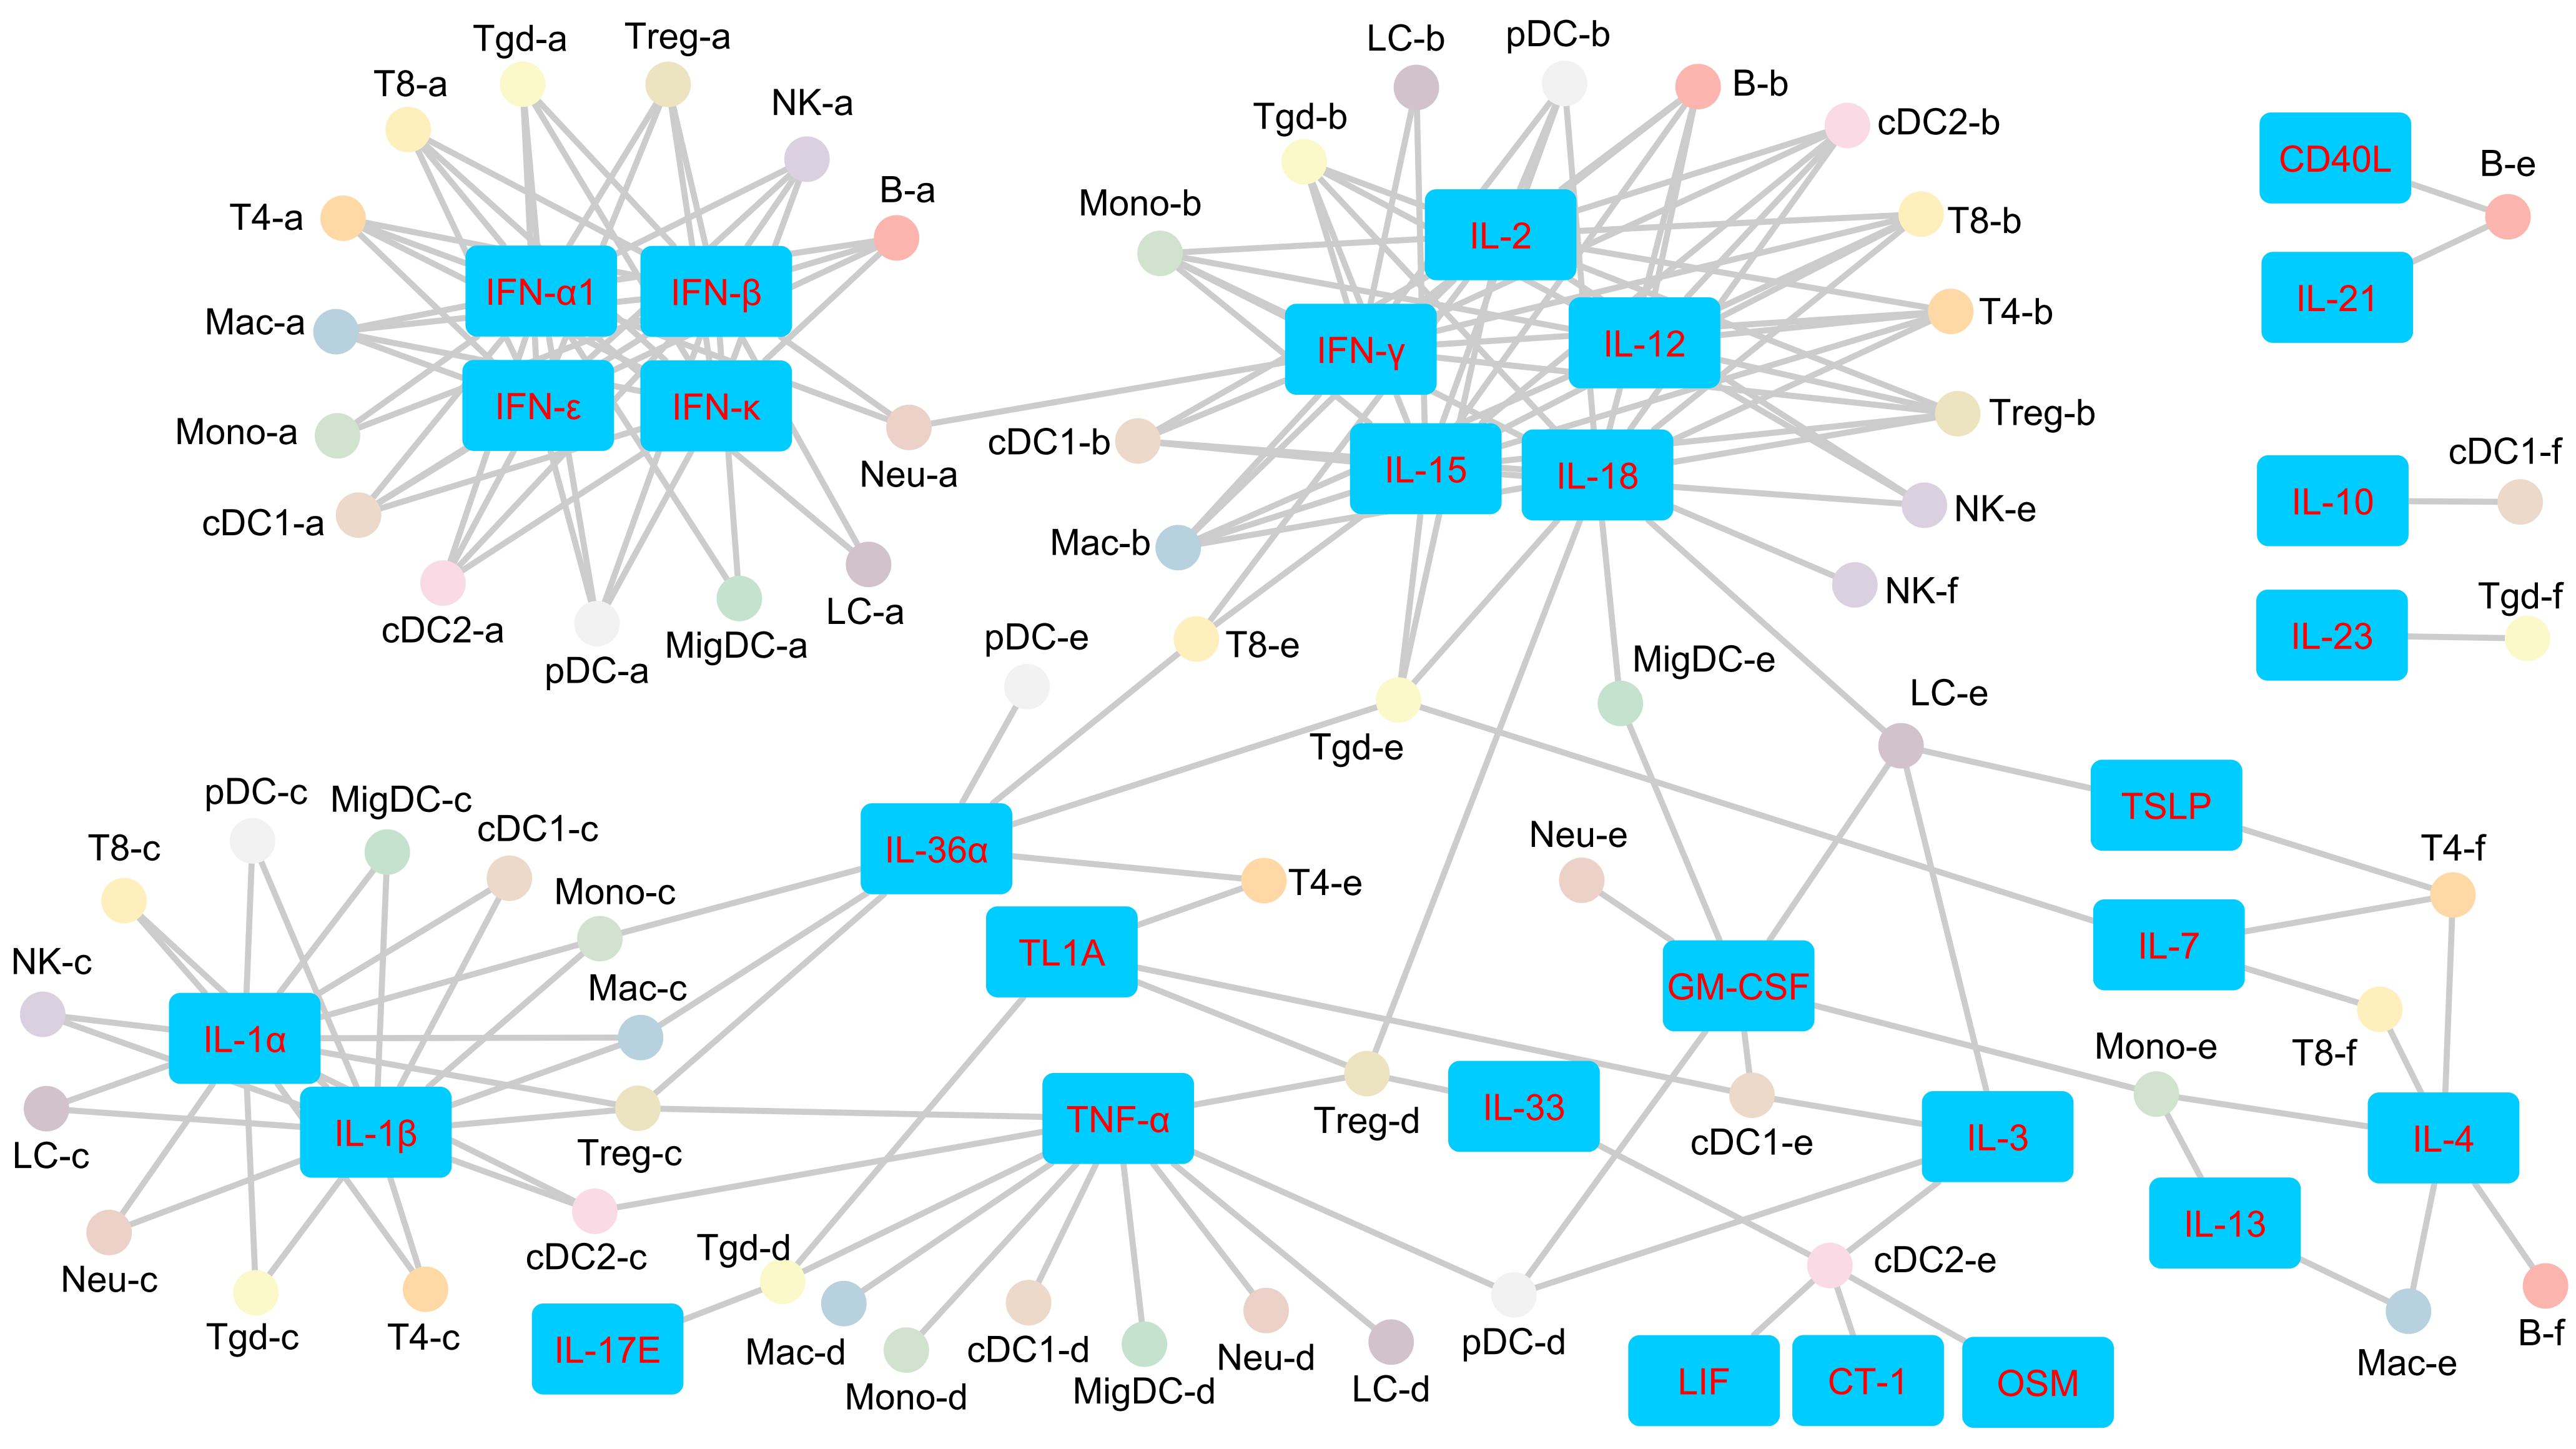 Tgd-a
Treg-a
T8-a
NK-a
T4-a
B-a
IFN-α1
IFN-β
Mac-a
IFN-ε
IFN-κ
Mono-a
Neu-a
cDC1-a
cDC2-a
pDC-a
MigDC-a
LC-a
LC-b
pDC-b
B-b
Tgd-b
cDC2-b
Mono-b
IL-2
T8-b
IFN-γ
IL-12
T4-b
Treg-b
cDC1-b
IL-15
IL-18
NK-e
Mac-b
NK-f
CD40L
B-e
IL-21
IL-10
cDC1-f
IL-23
Tgd-f
pDC-e
T8-e
MigDC-e
LC-e
Tgd-e
pDC-c
MigDC-c
cDC1-c
T8-c
Mono-c
NK-c
Mac-c
IL-1α
IL-1β
LC-c
Treg-c
Neu-c
cDC2-c
Tgd-c
T4-c
IL-36α
T4-e
TL1A
Neu-e
GM-CSF
TSLP
T4-f
IL-7
T8-f
Mono-e
TNF-α
Treg-d
IL-33
cDC1-e
IL-3
IL-4
IL-13
Tgd-d
IL-17E
Mac-d
Mono-d
cDC1-d
MigDC-d
Neu-d
LC-d
pDC-d
cDC2-e
LIF
CT-1
OSM
Mac-e
B-f